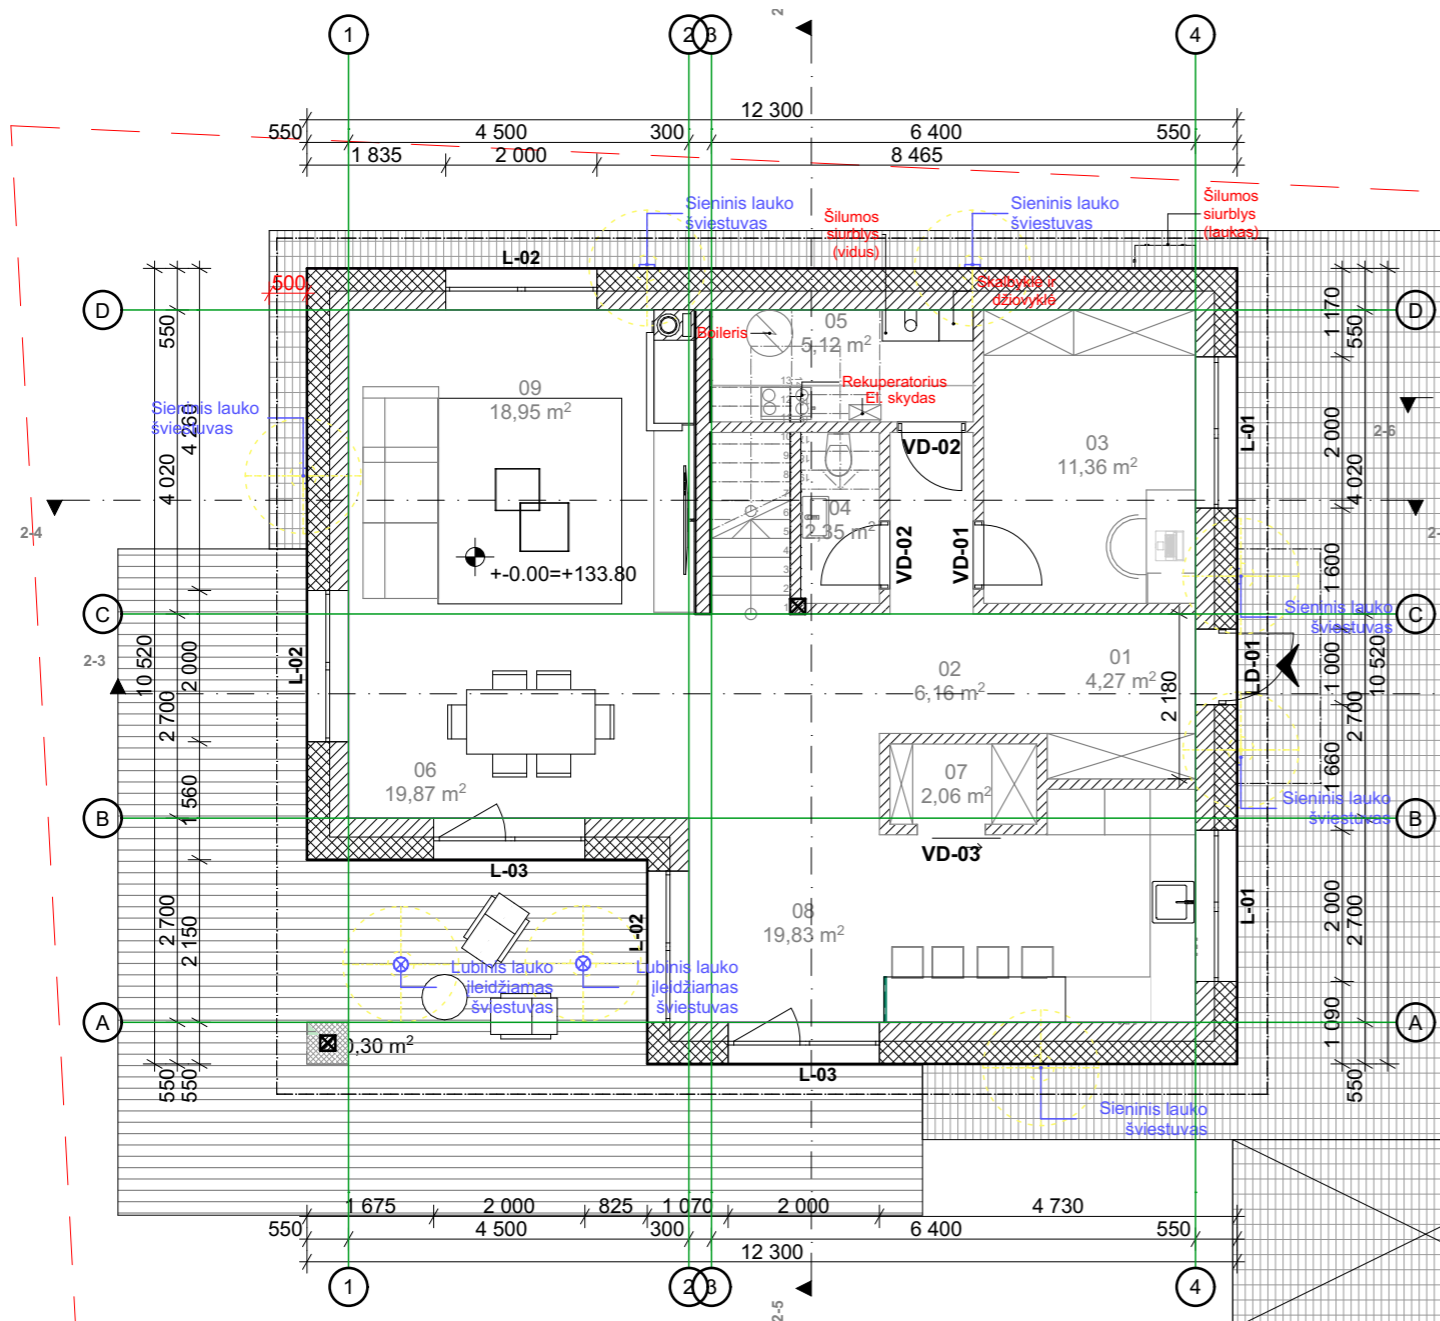 2
1
2
3
4
12 300
550
4 500
300
6 400
550
1 835
2 000
8 465
Sieninis lauko
šviestuvas
Šilumos
siurblys
(vidus)
Sieninis lauko
šviestuvas
Šilumos
siurblys
(laukas)
L-02
500
Skalbyklė ir
džiovyklė
D
D
550
1 170
550
Boileris
05
5,12 m²
09
18,95 m²
Rekuperatorius
El. skydas
Sieninis lauko
šviestuvas
4 260
4 020
VD-02
03
11,36 m²
L-01
2 000
4 020
2-6
2-4
04
2,35 m²
VD-02
VD-01
+-0.00=+133.80
1 600
C
C
Sieninis lauko
šviestuvas
2-3
10 520
2 000
2 700
L-02
02
6,16 m²
01
4,27 m²
2 180
LD-01
1 000
2 700
10 520
06
19,87 m²
07
2,06 m²
1 560
1 660
Sieninis lauko
šviestuvas
B
B
L-03
VD-03
2 700
2 150
L-02
08
19,83 m²
L-01
2 000
2 700
Lubinis lauko
įleidžiamas
šviestuvas
Lubinis lauko
įleidžiamas
šviestuvas
A
A
0,30 m²
1 090
550
550
550
L-03
Sieninis lauko
šviestuvas
1 675
2 000
825
1 070
2 000
4 730
550
4 500
300
6 400
550
12 300
1
2
3
4
2-5